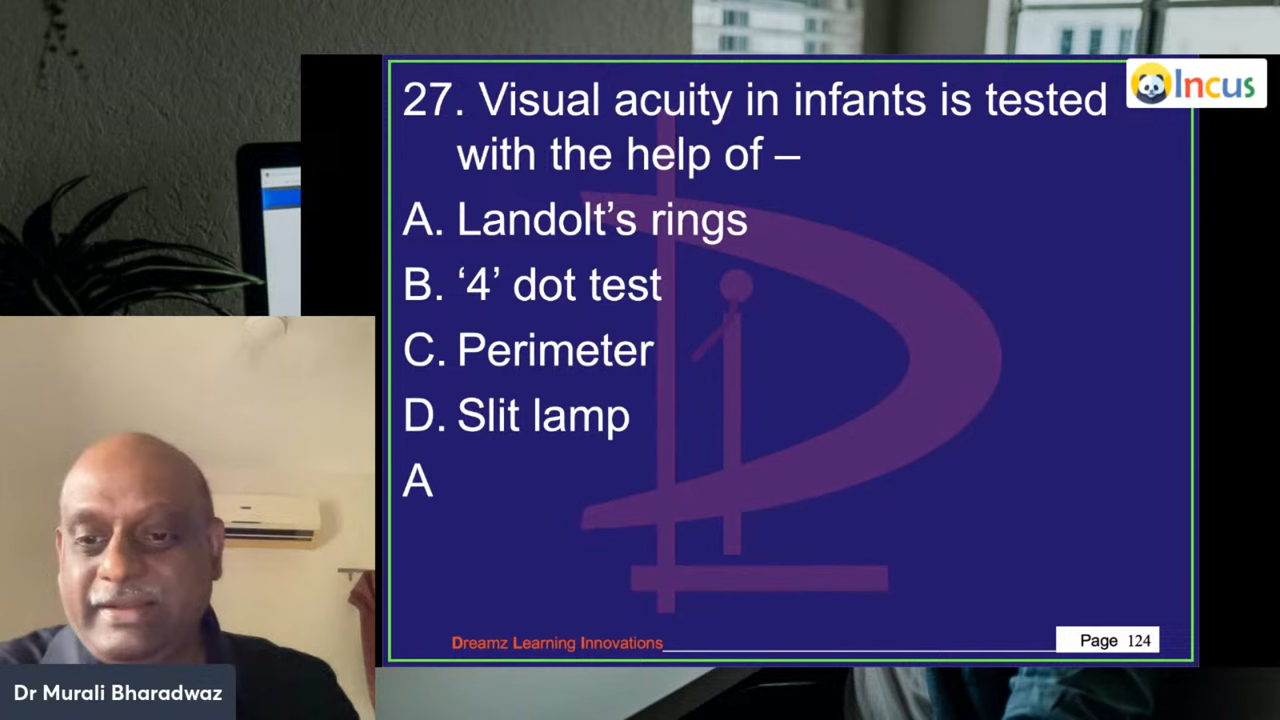 27. Visual acuity in infants is tested
with the help of –
A. Landolt's rings
B. ‘4’ dot test
C. Perimeter
D. Slit lamp
A
Dreamz Learning Innovations
Page 124
Incus
Dr Murali Bharadwaz